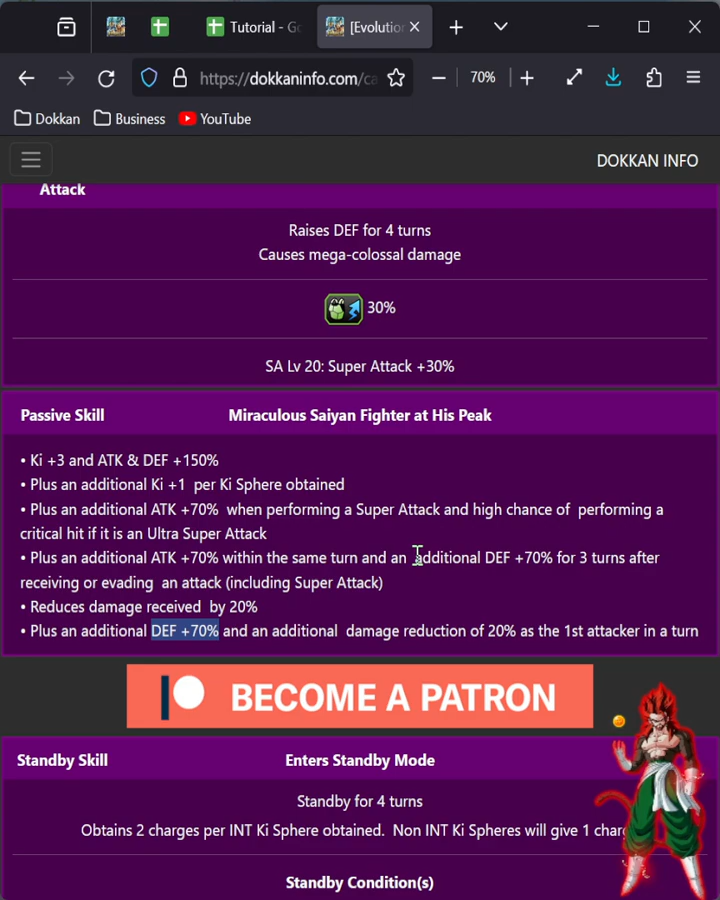 Tutorial - Go
[Evolutio
https://dokkaninfo.com/ca
70%
Dokkan
Business
YouTube
DOKKAN INFO
Attack
Raises DEF for 4 turns
Causes mega-colossal damage
30%
SA Lv 20: Super Attack +30%
Passive Skill
Miraculous Saiyan Fighter at His Peak
• Ki +3 and ATK & DEF +150%
• Plus an additional Ki +1 per Ki Sphere obtained
• Plus an additional ATK +70% when performing a Super Attack and high chance of performing a
critical hit if it is an Ultra Super Attack
• Plus an additional ATK +70% within the same turn and an additional DEF +70% for 3 turns after
receiving or evading an attack (including Super Attack)
• Reduces damage received by 20%
• Plus an additional DEF +70% and an additional damage reduction of 20% as the 1st attacker in a turn
BECOME A PATRON
Standby Skill
Enters Standby Mode
Standby for 4 turns
Obtains 2 charges per INT Ki Sphere obtained. Non INT Ki Spheres will give 1 charg
Standby Condition(s)